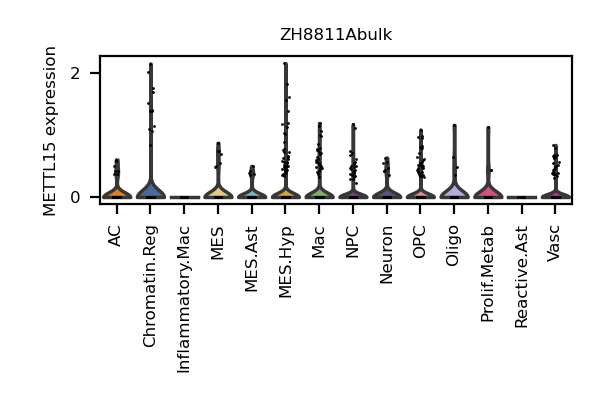 ZH8811Abulk
METTL15 expression
2
0
AC
Chromatin.Reg
Inflammatory.Mac
MES
MES.Ast
MES.Hyp
Mac
NPC
Neuron
OPC
Oligo
Prolif.Metab
Reactive.Ast
Vasc